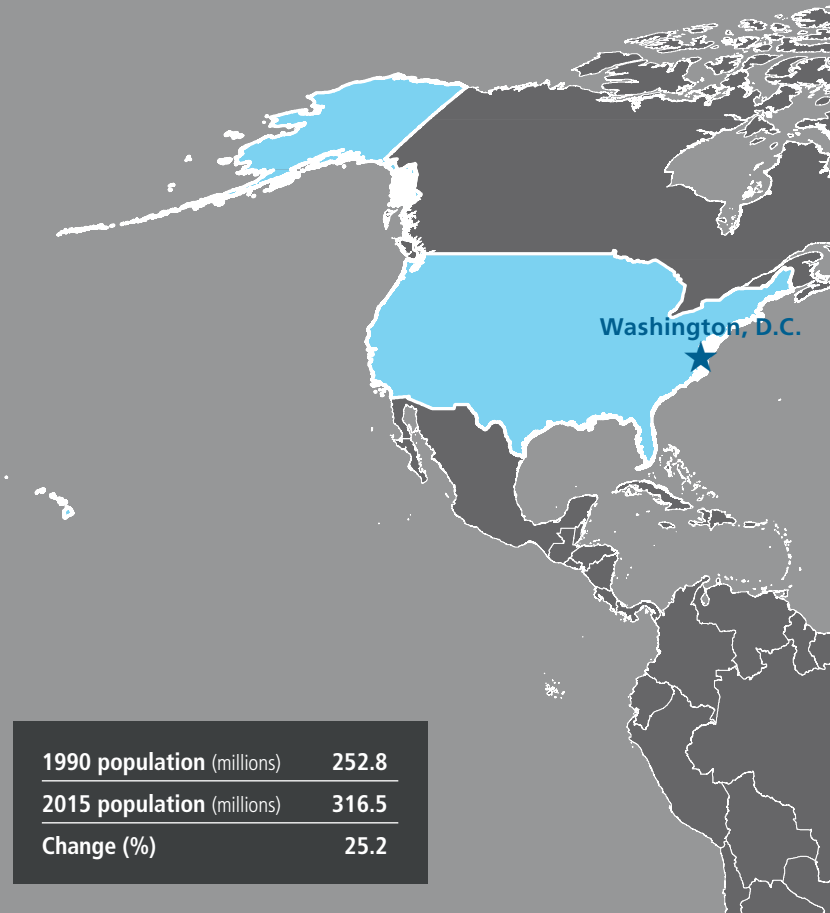 Washington, D.C.
1990 population (millions) 252.8
2015 population (millions) 316.5
Change (%) 25.2